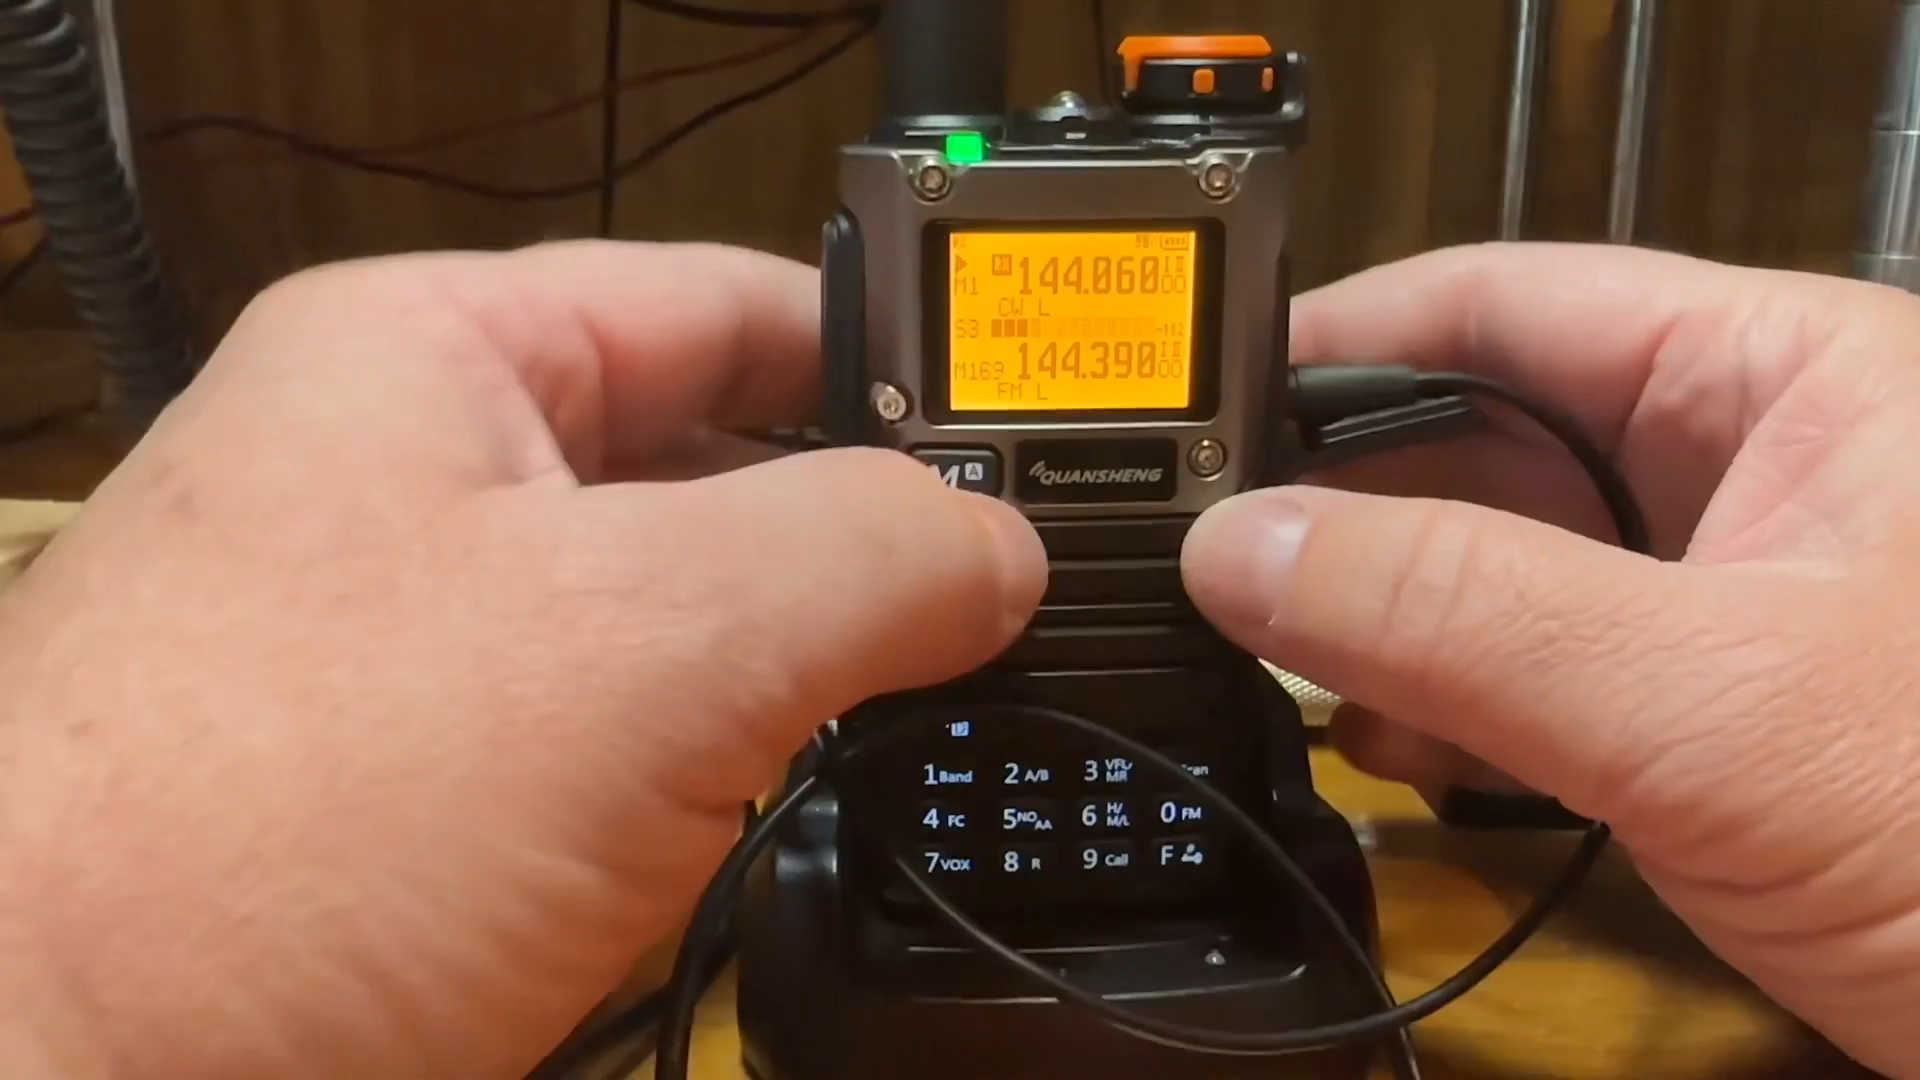 144.060
M1
CW L
S3
144.390
M169
FM L
M A
QUANSHENG
1 Band 2 A/B 3 VFO MR
4 FC 5 NOAA 6 H/M/L 0 FM
7 VOX 8 R 9 Call F